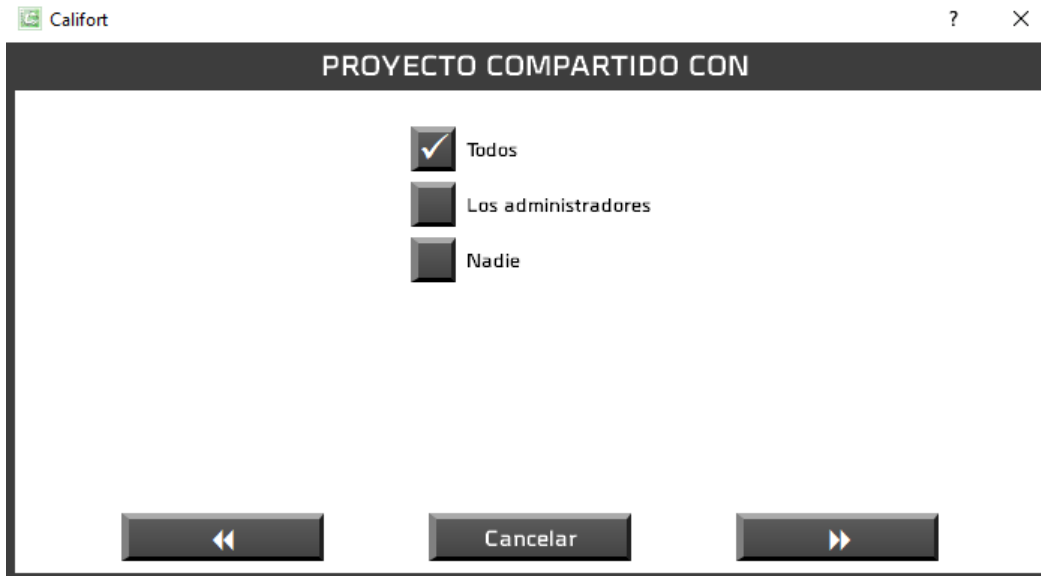 Califort
PROYECTO COMPARTIDO CON
Todos
Los administradores
Nadie
Cancelar